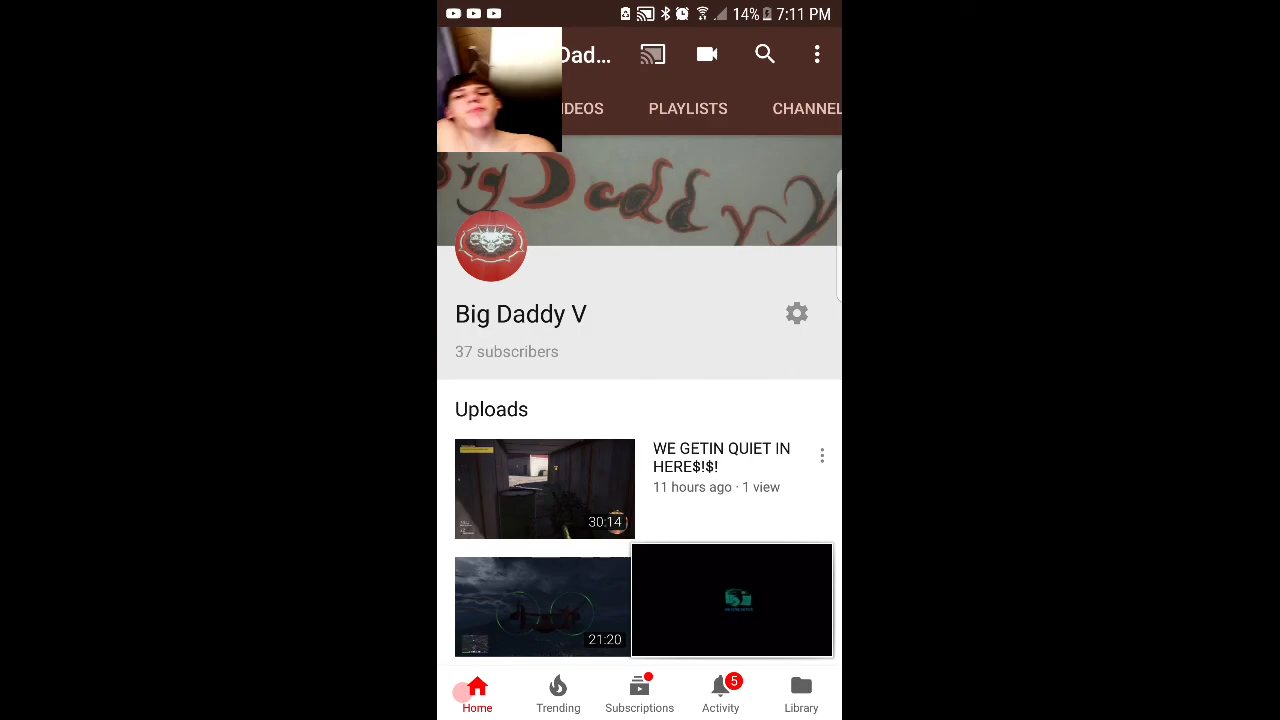 14% 7:11 PM
Dad...
IDEOS PLAYLISTS CHANNEL
Big Daddy V
Big Daddy V
37 subscribers
Uploads
WE GETIN QUIET IN
HERE$!$!
11 hours ago · 1 view
30:14
21:20
5
Home Trending Subscriptions Activity Library